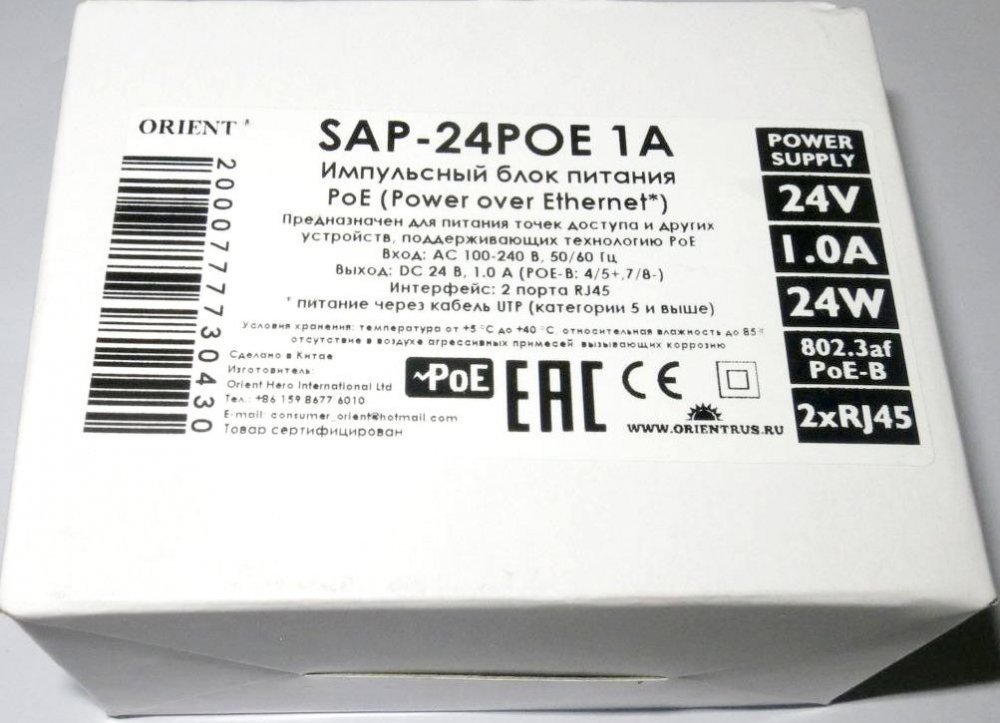 ORIENT ®
2000777730430
SAP-24POE 1A
Импульсный блок питания
PoE (Power over Ethernet*)
Предназначен для питания точек доступа и других
устройств, поддерживающих технологию PoE
Вход: AC 100-240 В, 50/60 Гц
Выход: DC 24 В, 1.0 А (POE-B: 4/5+,7/8-)
Интерфейс: 2 порта RJ45
* питание через кабель UTP (категории 5 и выше)
Условия хранения: температура от +5 °C до +40 °C относительная влажность до 85%
отсутствие в воздухе агрессивных примесей вызывающих коррозию
Сделано в Китае
Изготовитель:
Orient Hero International Ltd
Тел.: +86 159 8677 6010
E-mail: consumer_orient@hotmail.com
Товар сертифицирован
~PoE
EAC
CE
WWW.ORIENTRUS.RU
POWER
SUPPLY
24V
1.0A
24W
802.3af
PoE-B
2xRJ45